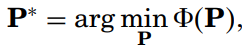 P* = arg min_P Φ(P),